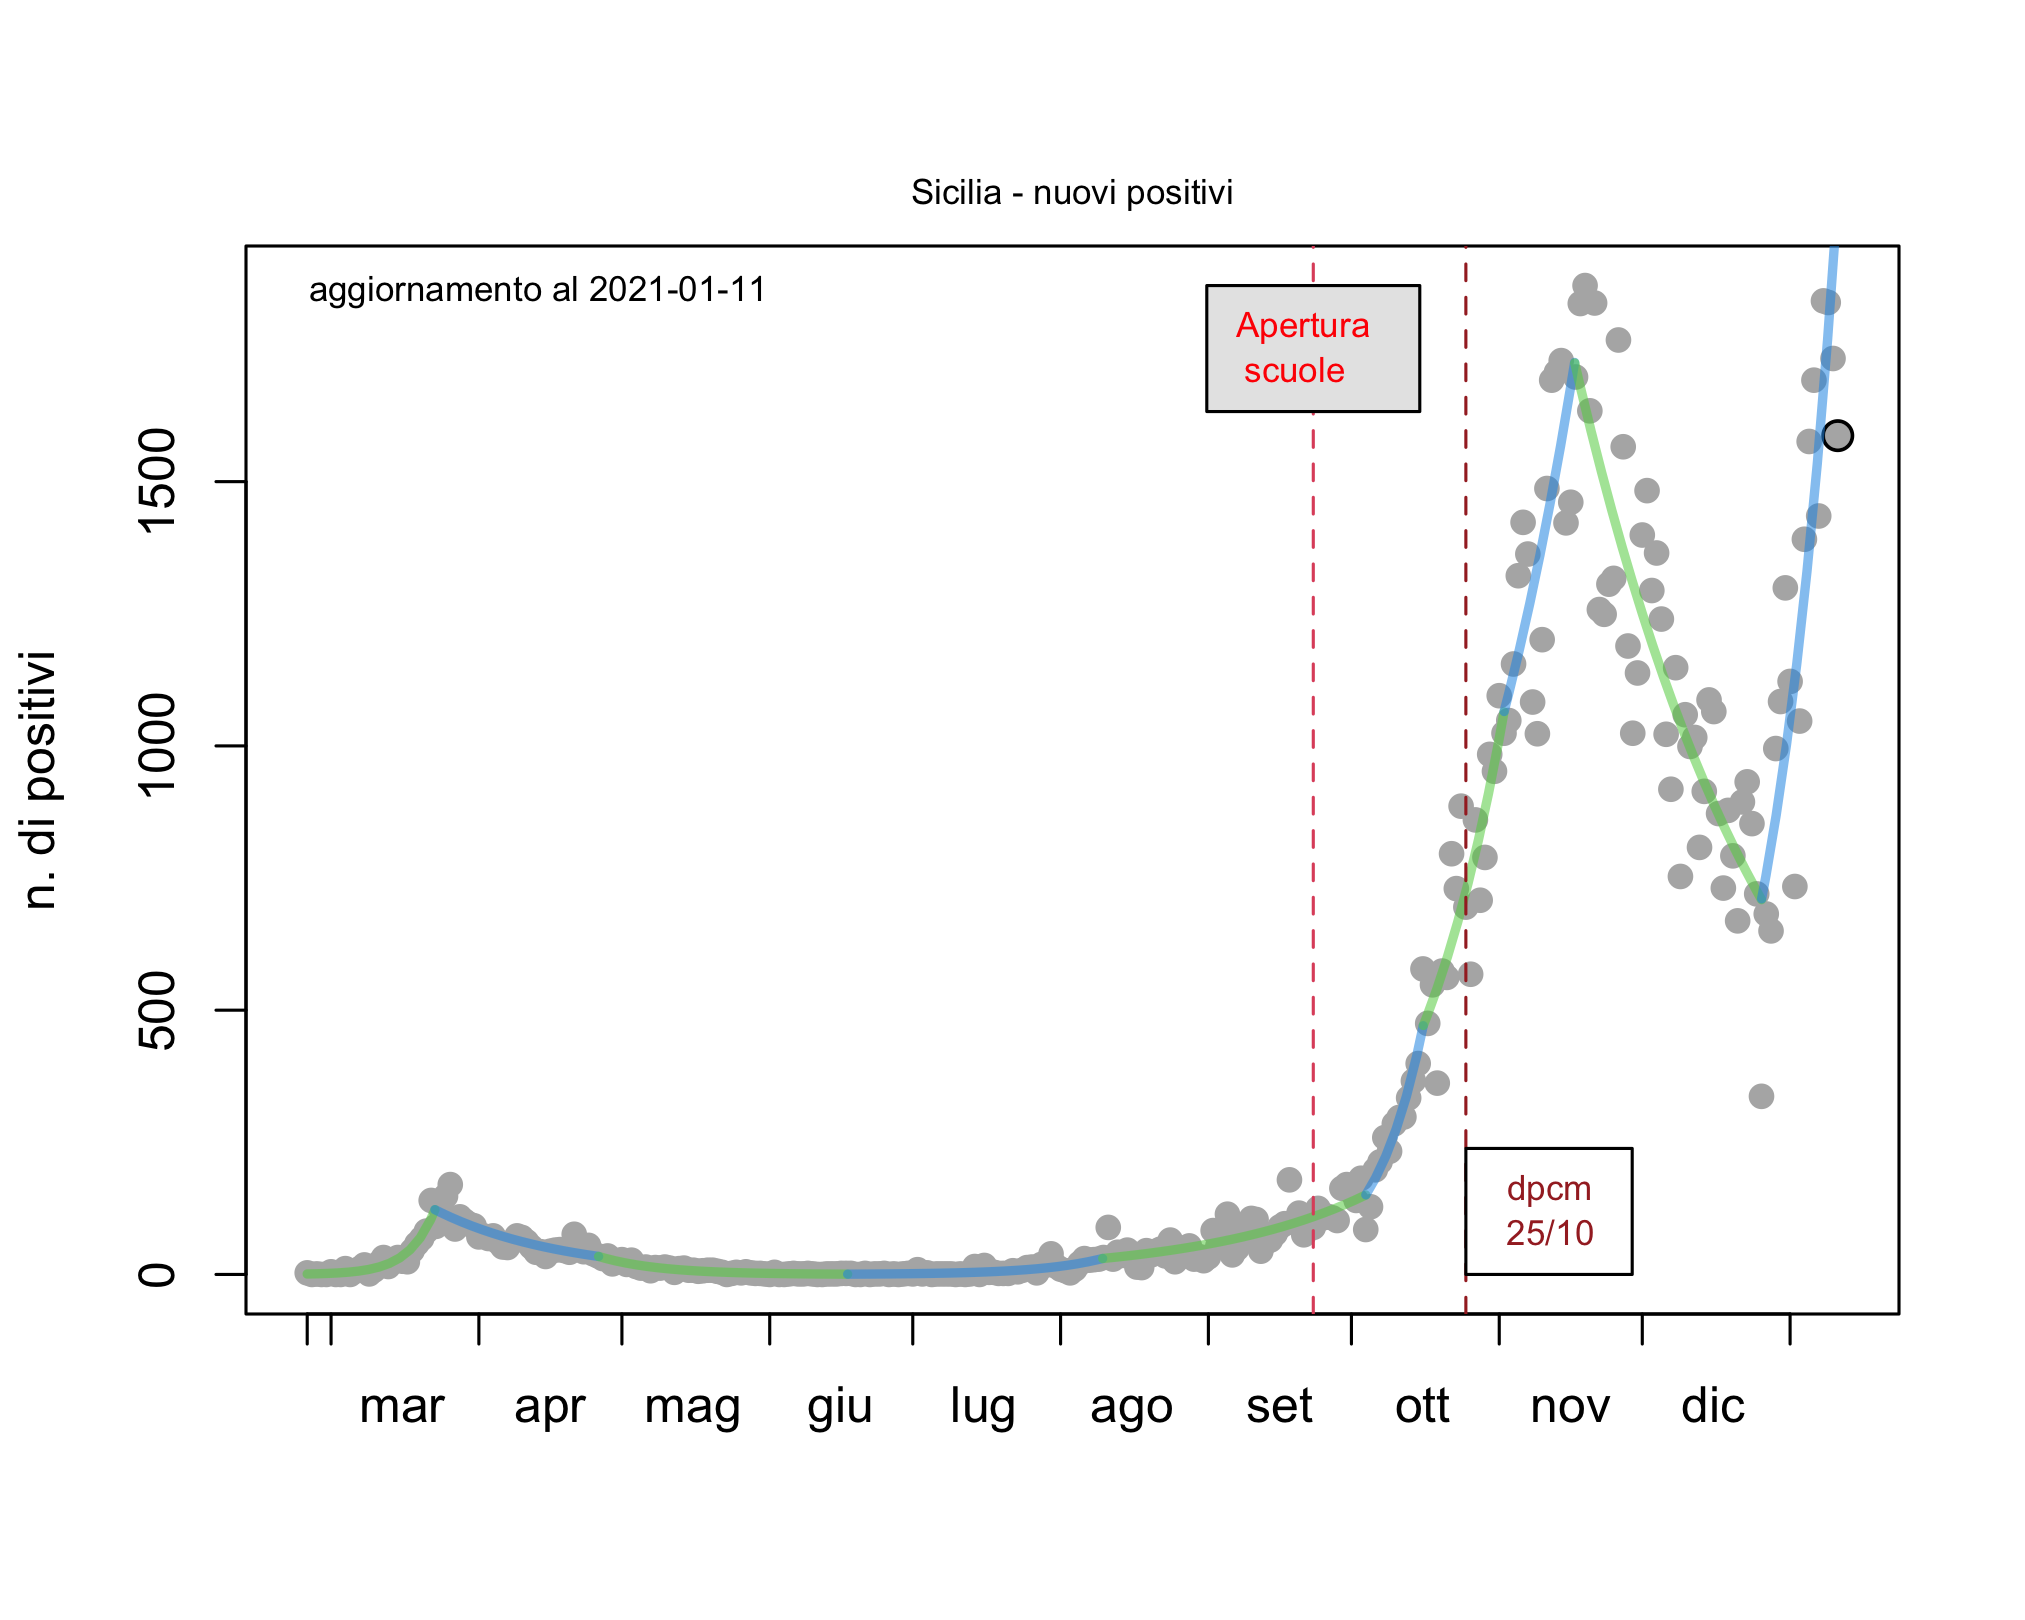 Sicilia - nuovi positivi
aggiornamento al 2021-01-11
Apertura
scuole
n. di positivi
1500
1000
500
0
dpcm
25/10
mar apr mag giu lug ago set ott nov dic